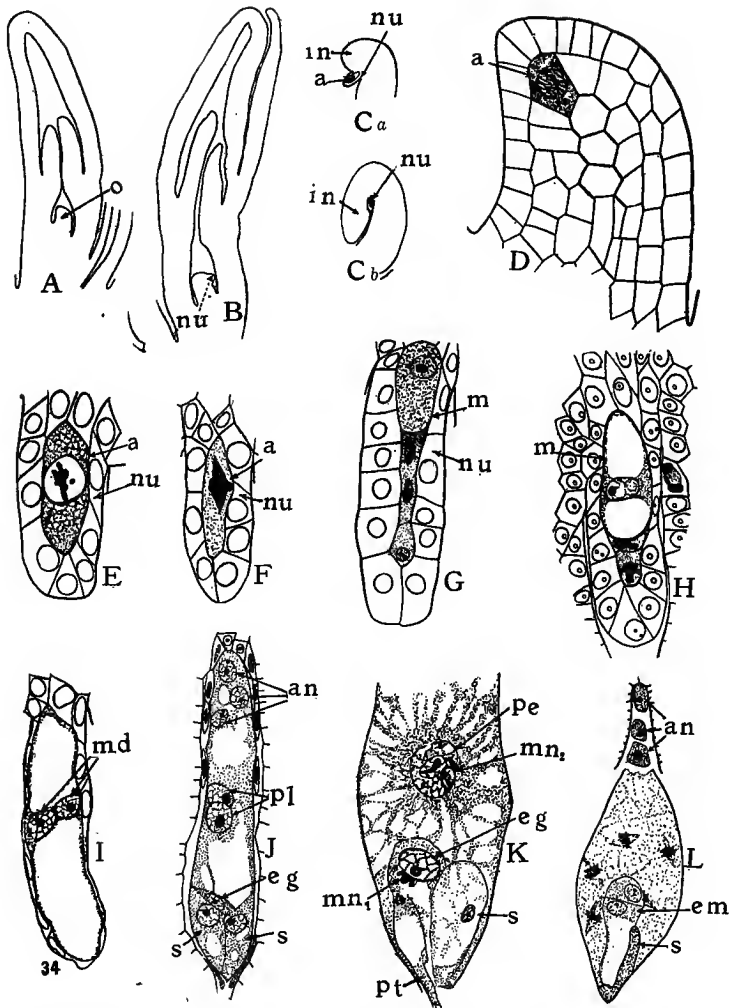 nu
in
a
Ca
nu
in
Cb
a
D
o
A
nu
B
a
nu
E
a
nu
F
m
nu
G
m
H
md
I
34
an
pl
J
eg
s
s
pe
mn₂
eg
K
mn₁
s
pt
an
L
em
s